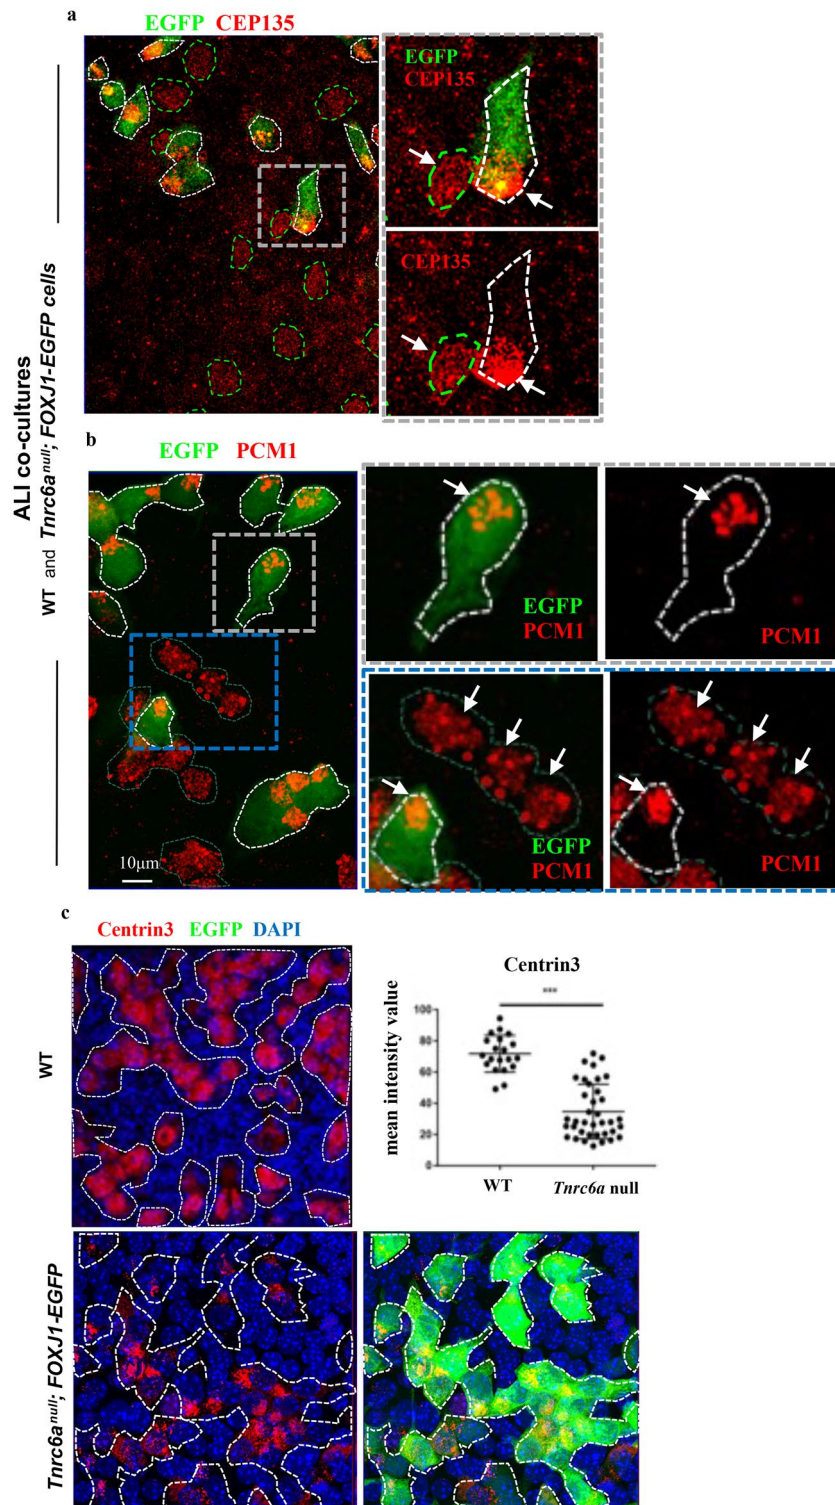 a
EGFP CEP135
EGFP
CEP135
CEP135
ALI co-cultures
WT and Tnrc6aⁿᵘˡˡ; FOXJ1-EGFP cells
b
EGFP PCM1
EGFP
PCM1
PCM1
10μm
EGFP
PCM1
PCM1
c
Centrin3 EGFP DAPI
WT
Centrin3
***
mean intensity value
100
80
60
40
20
0
WT Tnrc6a null
Tnrc6aⁿᵘˡˡ; FOXJ1-EGFP